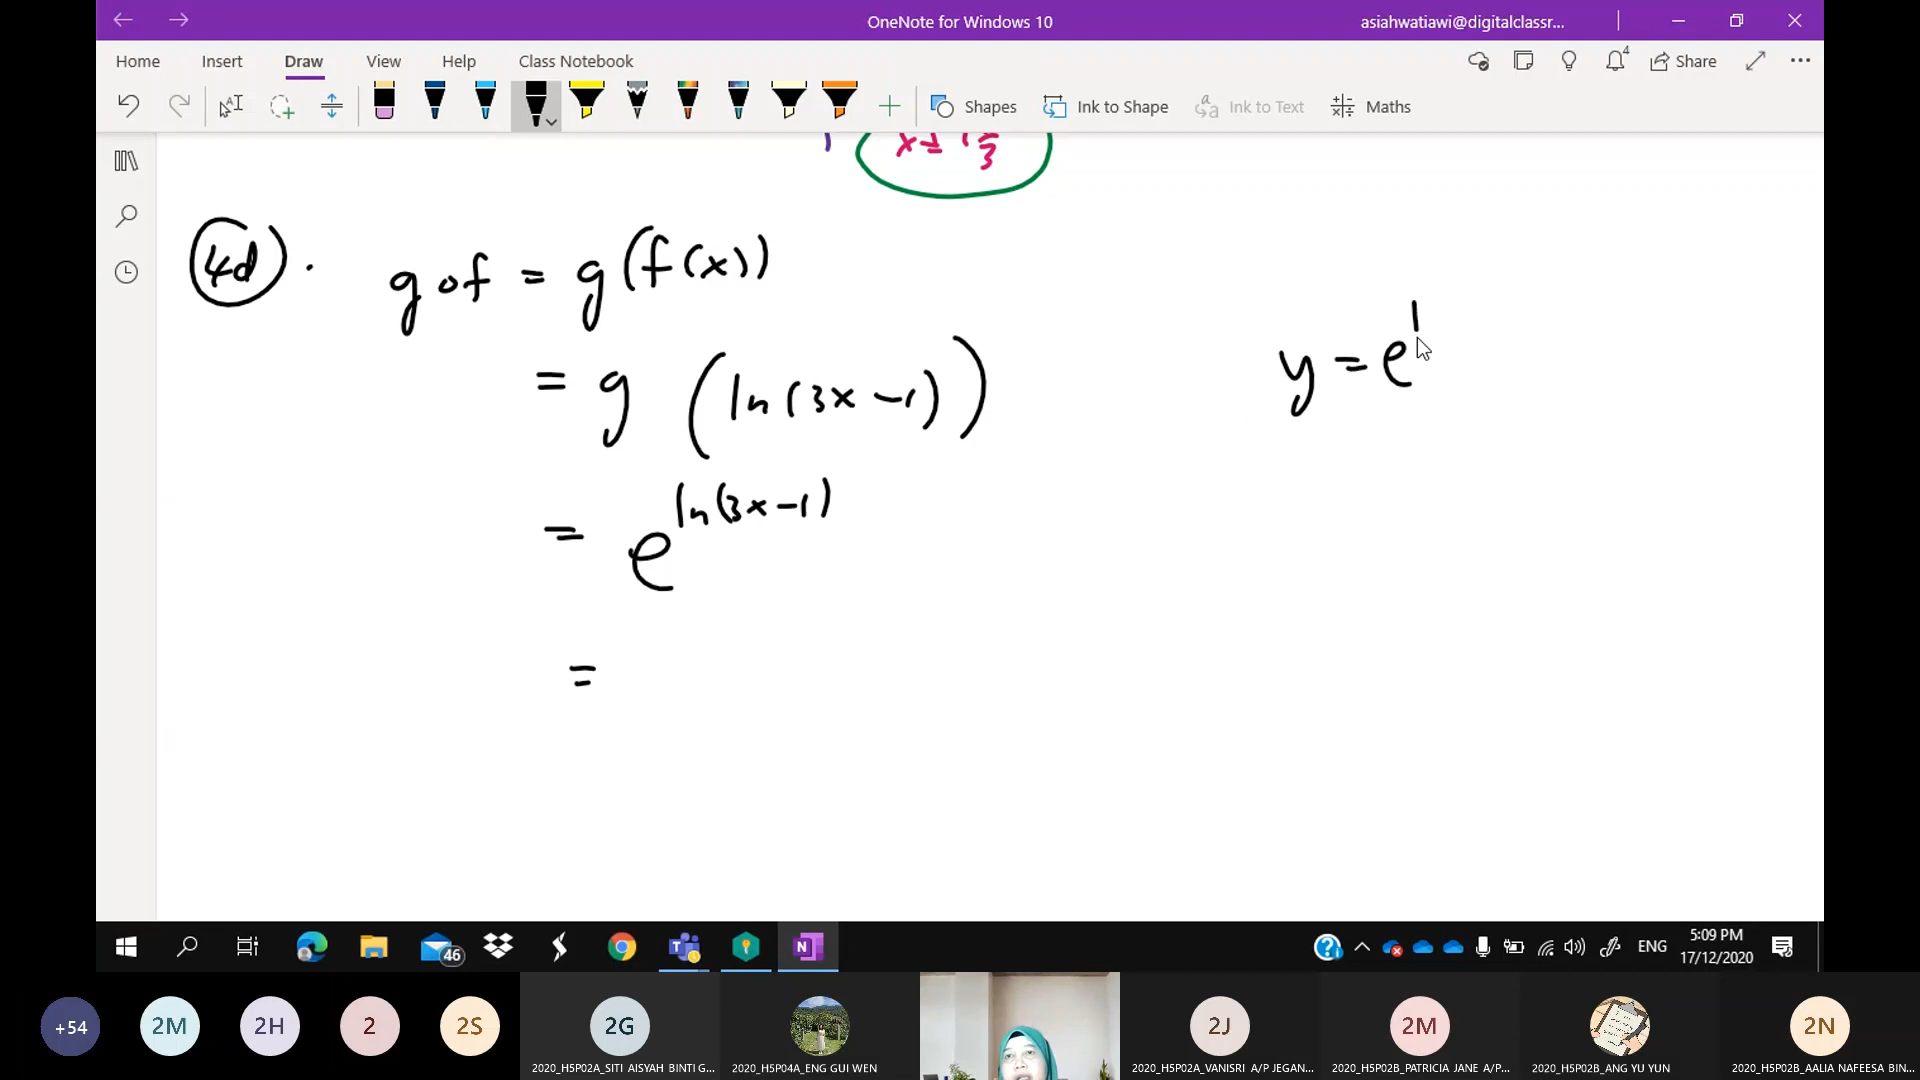 OneNote for Windows 10
asiahwatiawi@digitalclassr...
Home Insert Draw View Help Class Notebook
4
Share
Shapes Ink to Shape Ink to Text Maths
4d. gof = g(f(x))
= g (ln(3x-1))
= e^ln(3x-1)
=
y = e
46
ENG
5:09 PM
17/12/2020
+54 2M 2H 2 2S 2G 2J 2M 2N
2020_H5P02A_SITI AISYAH BINTI G...
2020_H5P04A_ENG GUI WEN
2020_H5P02A_VANISRI A/P JEGAN...
2020_H5P02B_PATRICIA JANE A/P...
2020_H5P02B_ANG YU YUN
2020_H5P02B_AALIA NAFEESA BIN...